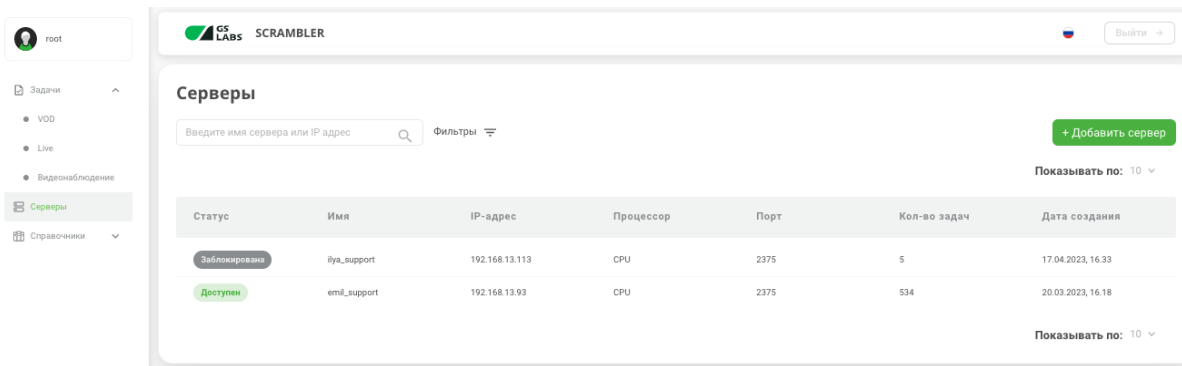 root
Задачи
VOD
Live
Видеонаблюдение
Серверы
Справочники
GS
LABS
SCRAMBLER
Выйти →
Серверы
Введите имя сервера или IP адрес
Фильтры
+ Добавить сервер
Показывать по: 10
Статус Имя IP-адрес Процессор Порт Кол-во задач Дата создания
Заблокирована ilya_support 192.168.13.113 CPU 2375 5 17.04.2023, 16.33
Доступен emil_support 192.168.13.93 CPU 2375 534 20.03.2023, 16.18
Показывать по: 10